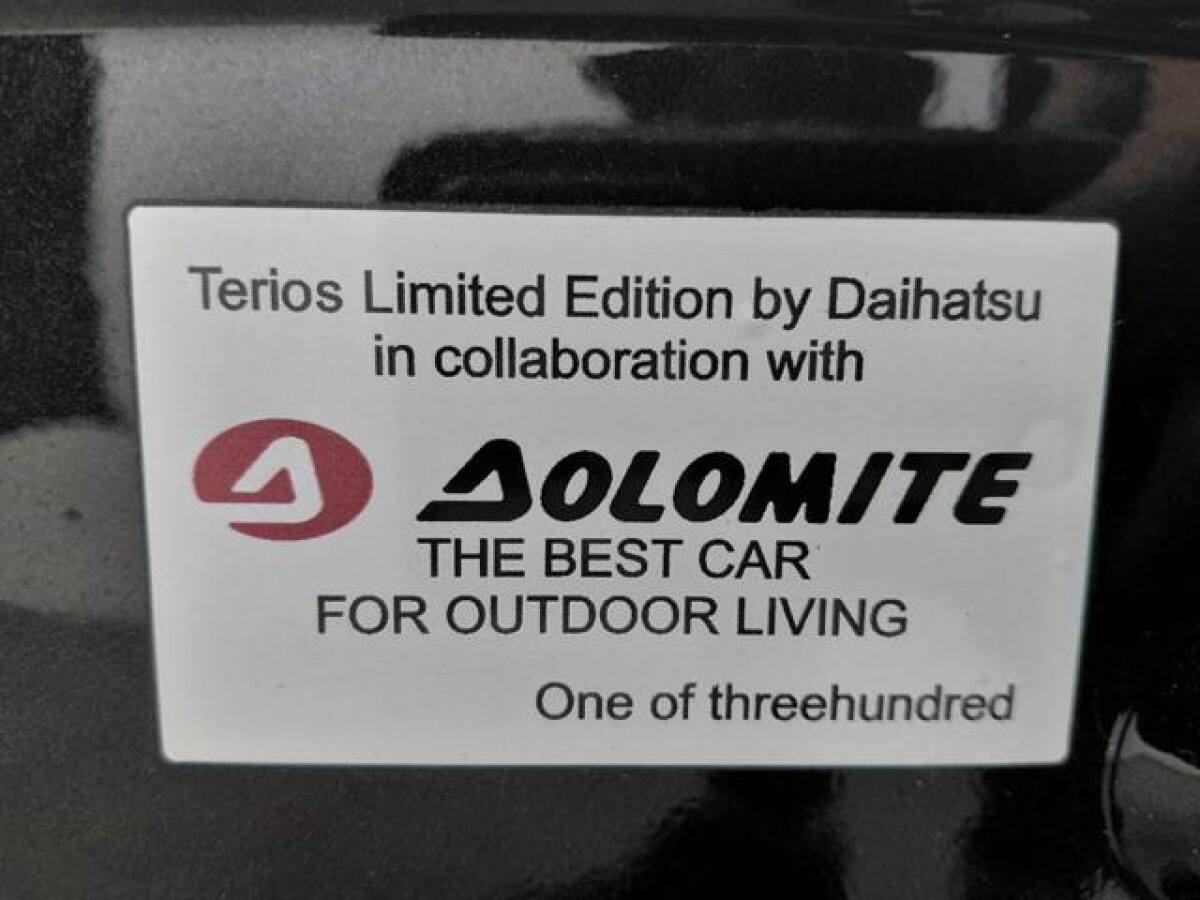 Terios Limited Edition by Daihatsu
in collaboration with
DOLOMITE
THE BEST CAR
FOR OUTDOOR LIVING
One of threehundred